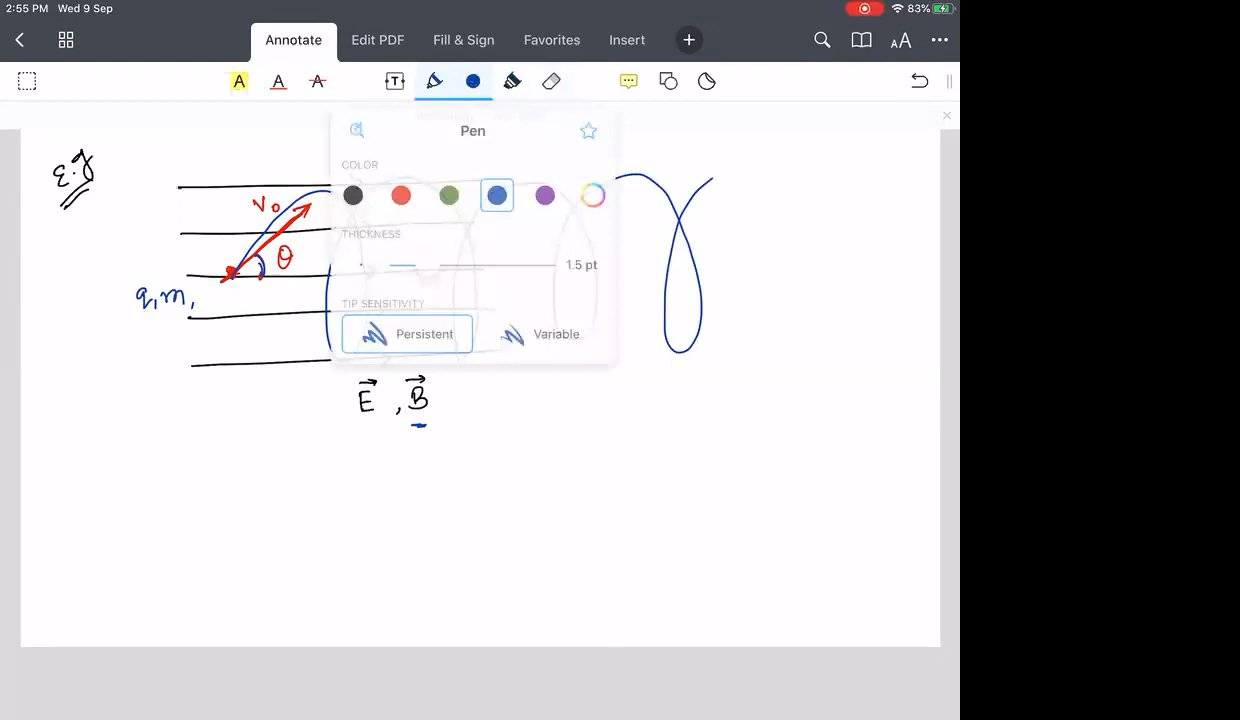 2:55 PM Wed 9 Sep
83%
Annotate Edit PDF Fill & Sign Favorites Insert
AA
A A A T
Pen
COLOR
THICKNESS
1.5 pt
TIP SENSITIVITY
Persistent Variable
E.g
v₀
θ
q, m,
E⃗ , B⃗